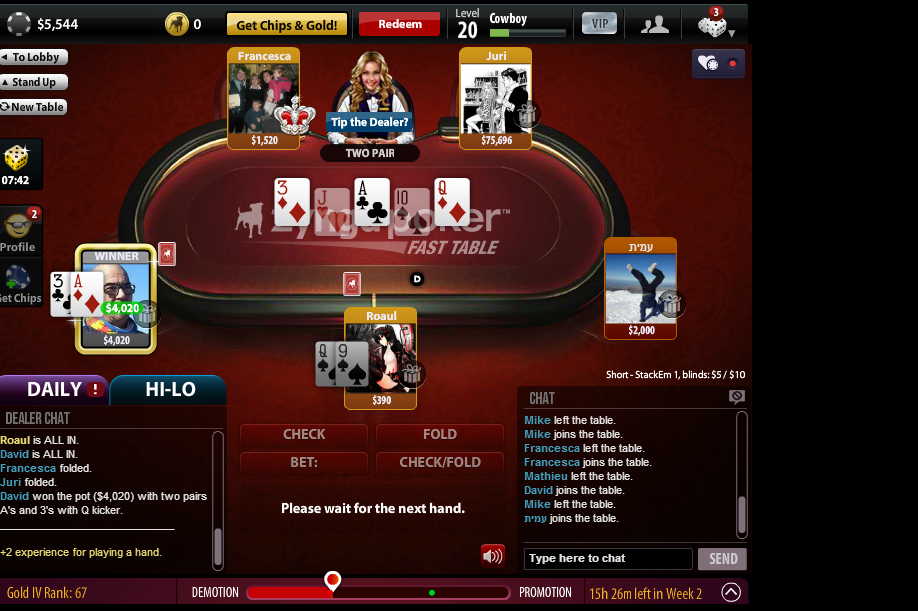 $5,544
0
Get Chips & Gold!
Redeem
Level
20
Cowboy
VIP
3
To Lobby
Stand Up
New Table
Francesca
$1,520
Tip the Dealer?
TWO PAIR
Juri
$75,696
07:42
3
J
A
10
Q
zyngapoker™
FAST TABLE
2
Profile
Get Chips
WINNER
3 A
$4,020
$4,020
D
עמית
$2,000
Roaul
Q 9
$390
Short - StackEm 1, blinds: $5 / $10
DAILY !
HI-LO
DEALER CHAT
Roaul is ALL IN.
David is ALL IN.
Francesca folded.
Juri folded.
David won the pot ($4,020) with two pairs
A's and 3's with Q kicker.
+2 experience for playing a hand.
CHECK
FOLD
BET:
CHECK/FOLD
Please wait for the next hand.
CHAT
Mike left the table.
Mike joins the table.
Francesca left the table.
Francesca joins the table.
Mathieu left the table.
David joins the table.
Mike left the table.
עמית joins the table.
Type here to chat
SEND
Gold IV Rank: 67
DEMOTION
PROMOTION
15h 26m left in Week 2